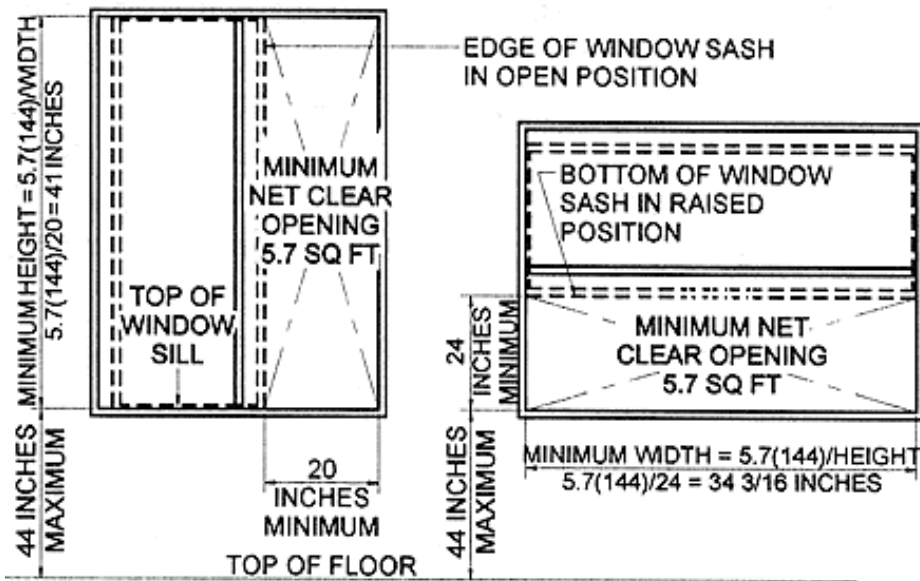 MINIMUM HEIGHT = 5.7(144)/WIDTH
5.7(144)/20 = 41 INCHES
EDGE OF WINDOW SASH
IN OPEN POSITION
MINIMUM
NET CLEAR
OPENING
5.7 SQ FT
TOP OF
WINDOW
SILL
44 INCHES
MAXIMUM
20
INCHES
MINIMUM
TOP OF FLOOR
BOTTOM OF WINDOW
SASH IN RAISED
POSITION
24
INCHES
MINIMUM
MINIMUM NET
CLEAR OPENING
5.7 SQ FT
44 INCHES
MAXIMUM
MINIMUM WIDTH = 5.7(144)/HEIGHT
5.7(144)/24 = 34 3/16 INCHES